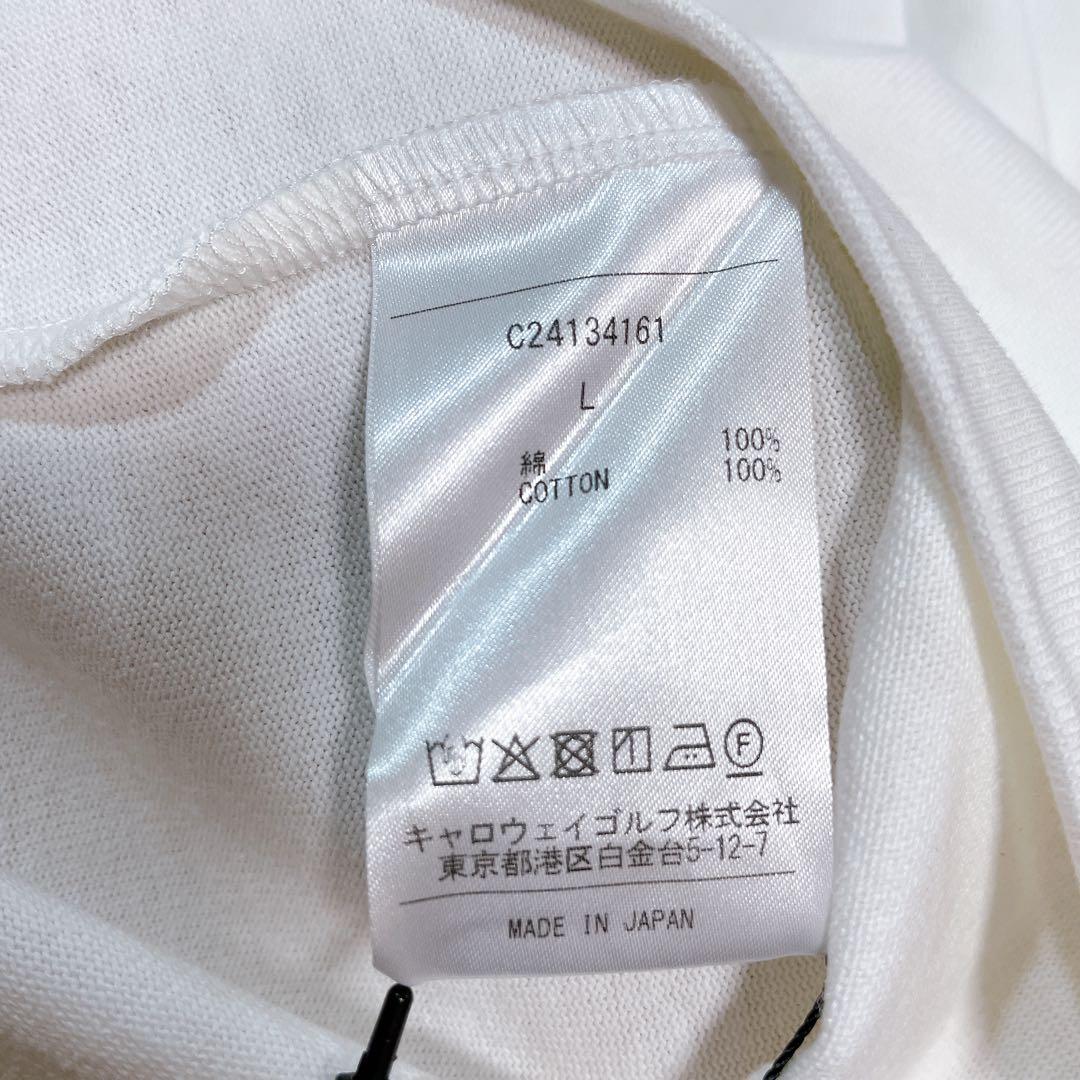 C24134161
L
綿 100%
COTTON 100%
F
キャロウェイゴルフ株式会社
東京都港区白金台5-12-7
MADE IN JAPAN